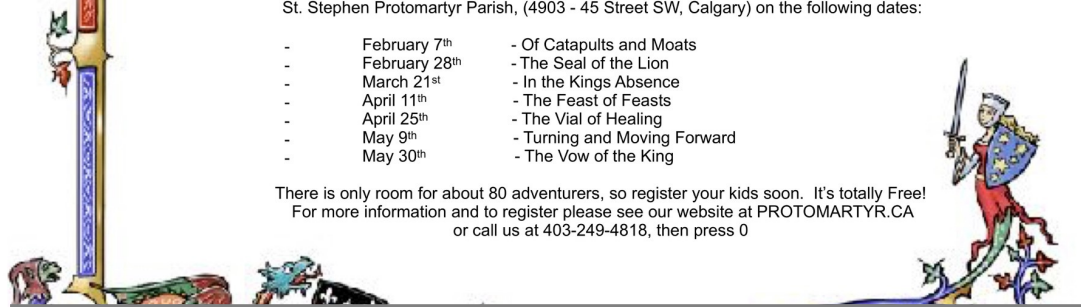 St. Stephen Protomartyr Parish, (4903 - 45 Street SW, Calgary) on the following dates:
- February 7th - Of Catapults and Moats
- February 28th - The Seal of the Lion
- March 21st - In the Kings Absence
- April 11th - The Feast of Feasts
- April 25th - The Vial of Healing
- May 9th - Turning and Moving Forward
- May 30th - The Vow of the King
There is only room for about 80 adventurers, so register your kids soon. It's totally Free!
For more information and to register please see our website at PROTOMARTYR.CA
or call us at 403-249-4818, then press 0